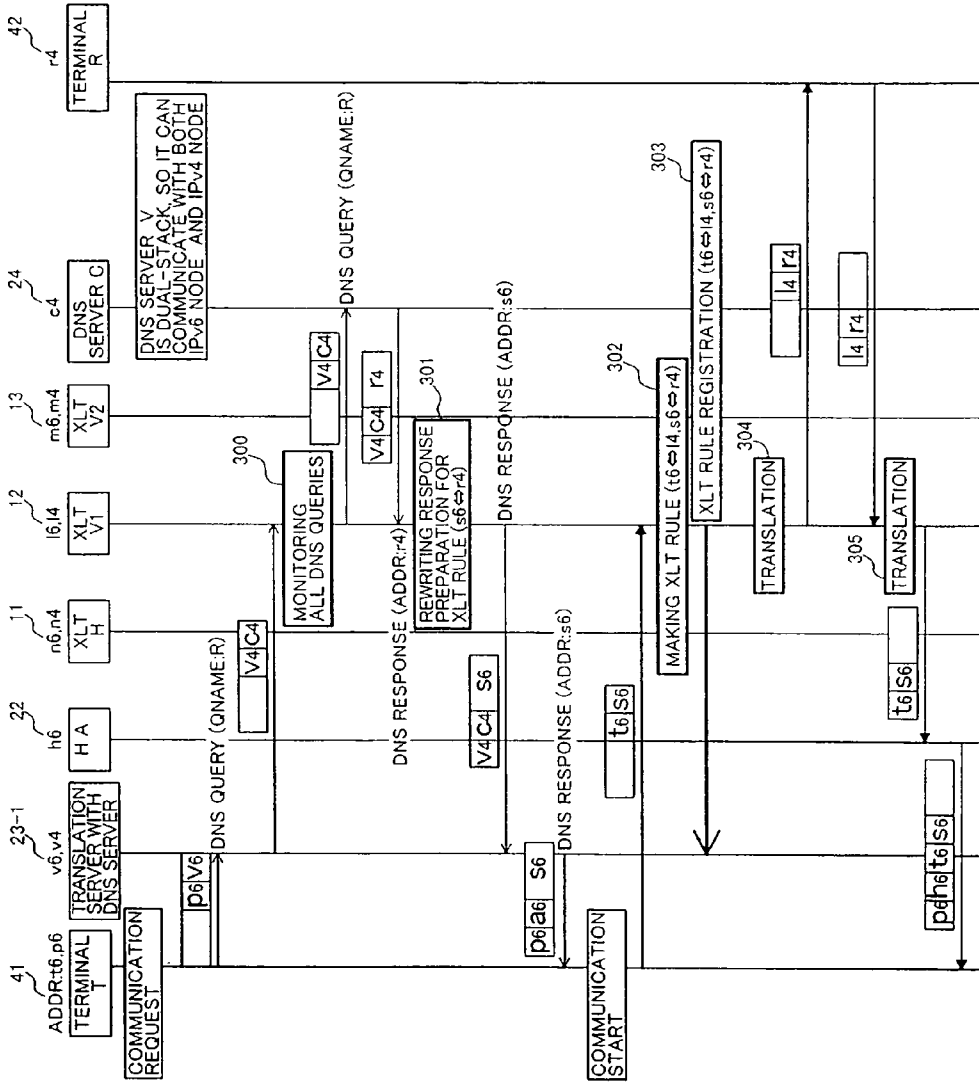 41
ADDR:t6,p6
TERMINAL
T
23-1
v6,v4
TRANSLATION
SERVER WITH
DNS SERVER
22
h6
H A
11
n6,n4
XLT
H
12
l6,l4
XLT
V1
13
m6,m4
XLT
V2
24
c4
DNS
SERVER C
42
r4
TERMINAL
R
COMMUNICATION
REQUEST
DNS SERVER V
IS DUAL-STACK, SO IT CAN
COMMUNICATE WITH BOTH
IPv6 NODE AND IPv4 NODE
p6 v6
DNS QUERY (QNAME:R)
V4 C4
300
MONITORING
ALL DNS QUERIES
V4 C4
DNS QUERY (QNAME:R)
V4 C4 r4
DNS RESPONSE (ADDR:r4)
301
REWRITING RESPONSE
PREPARATION FOR
XLT RULE (s6⇔r4)
V4 C4 s6
DNS RESPONSE (ADDR:s6)
p6 a6 s6
DNS RESPONSE (ADDR:s6)
COMMUNICATION
START
t6 s6
302
MAKING XLT RULE (t6⇔l4,s6⇔r4)
303
XLT RULE REGISTRATION (t6⇔l4,s6⇔r4)
304
TRANSLATION
l4 r4
l4 r4
305
TRANSLATION
t6 s6
p6 h6 t6 s6